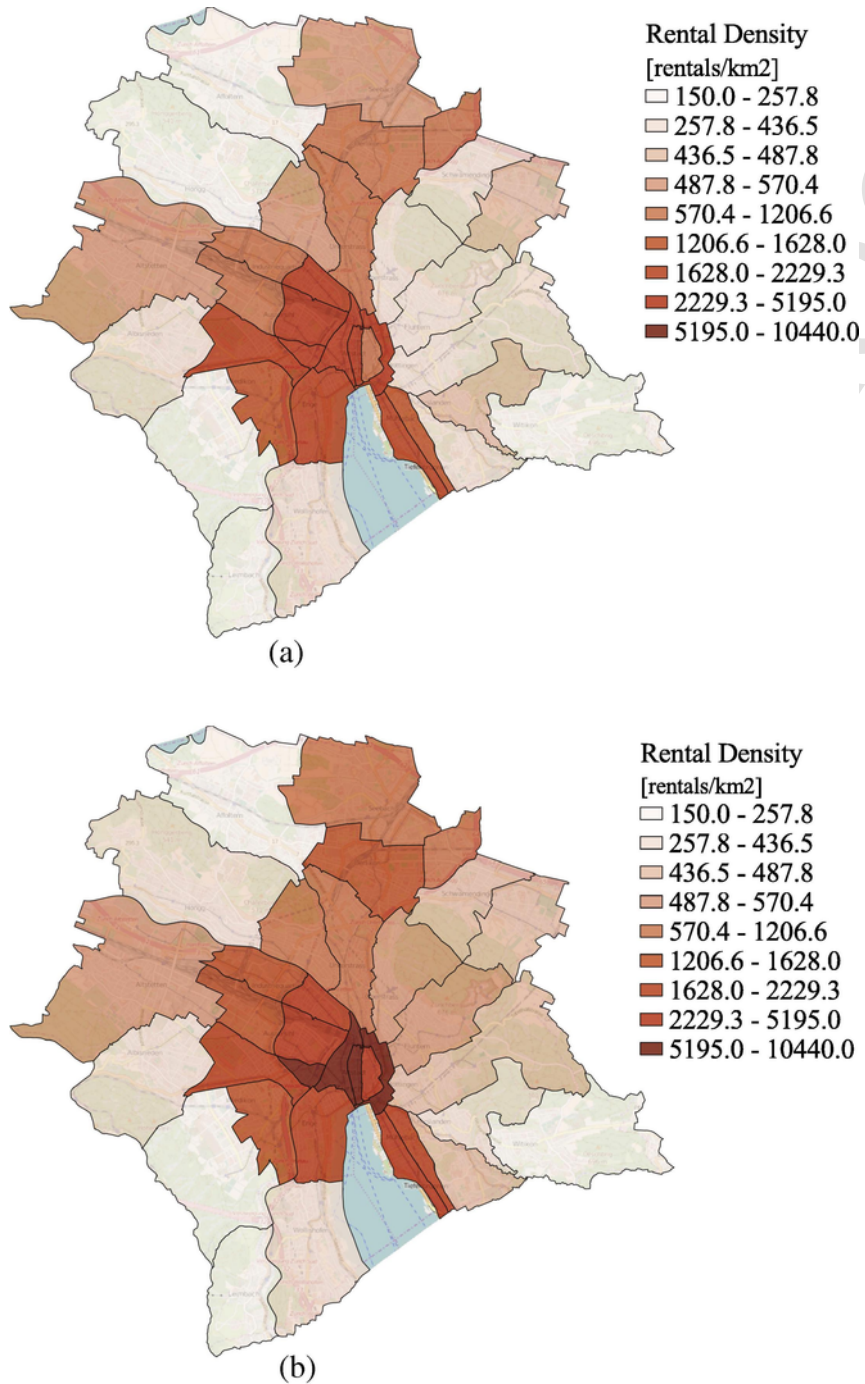 Rental Density
[rentals/km2]
150.0 - 257.8
257.8 - 436.5
436.5 - 487.8
487.8 - 570.4
570.4 - 1206.6
1206.6 - 1628.0
1628.0 - 2229.3
2229.3 - 5195.0
5195.0 - 10440.0
(a)
Rental Density
[rentals/km2]
150.0 - 257.8
257.8 - 436.5
436.5 - 487.8
487.8 - 570.4
570.4 - 1206.6
1206.6 - 1628.0
1628.0 - 2229.3
2229.3 - 5195.0
5195.0 - 10440.0
(b)